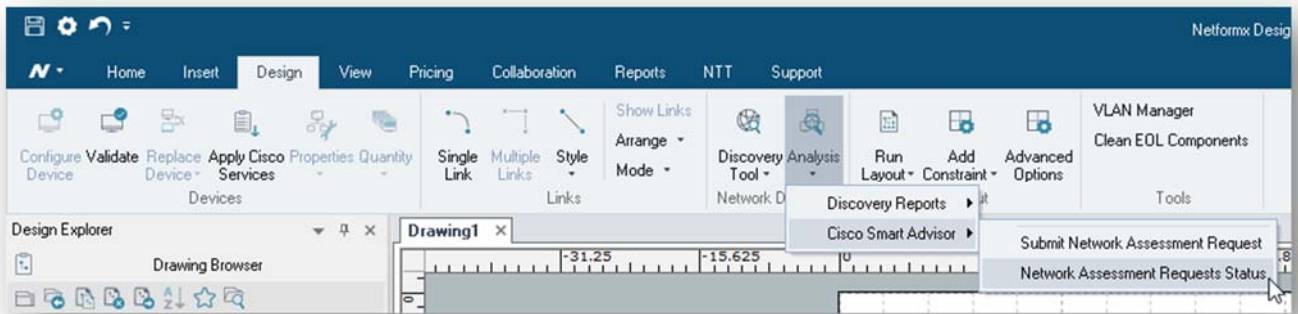 Netformx Desig
N Home Insert Design View Pricing Collaboration Reports NTT Support
Configure Device
Validate
Replace Device
Apply Cisco Services
Properties
Quantity
Devices
Single Link
Multiple Links
Style
Show Links
Arrange
Mode
Links
Discovery Tool
Analysis
Network D
Run Layout
Add Constraint
Advanced Options
VLAN Manager
Clean EOL Components
Tools
Discovery Reports
Cisco Smart Advisor
Submit Network Assessment Request
Network Assessment Requests Status
Design Explorer
Drawing Browser
Drawing1
-31.25 -15.625 0